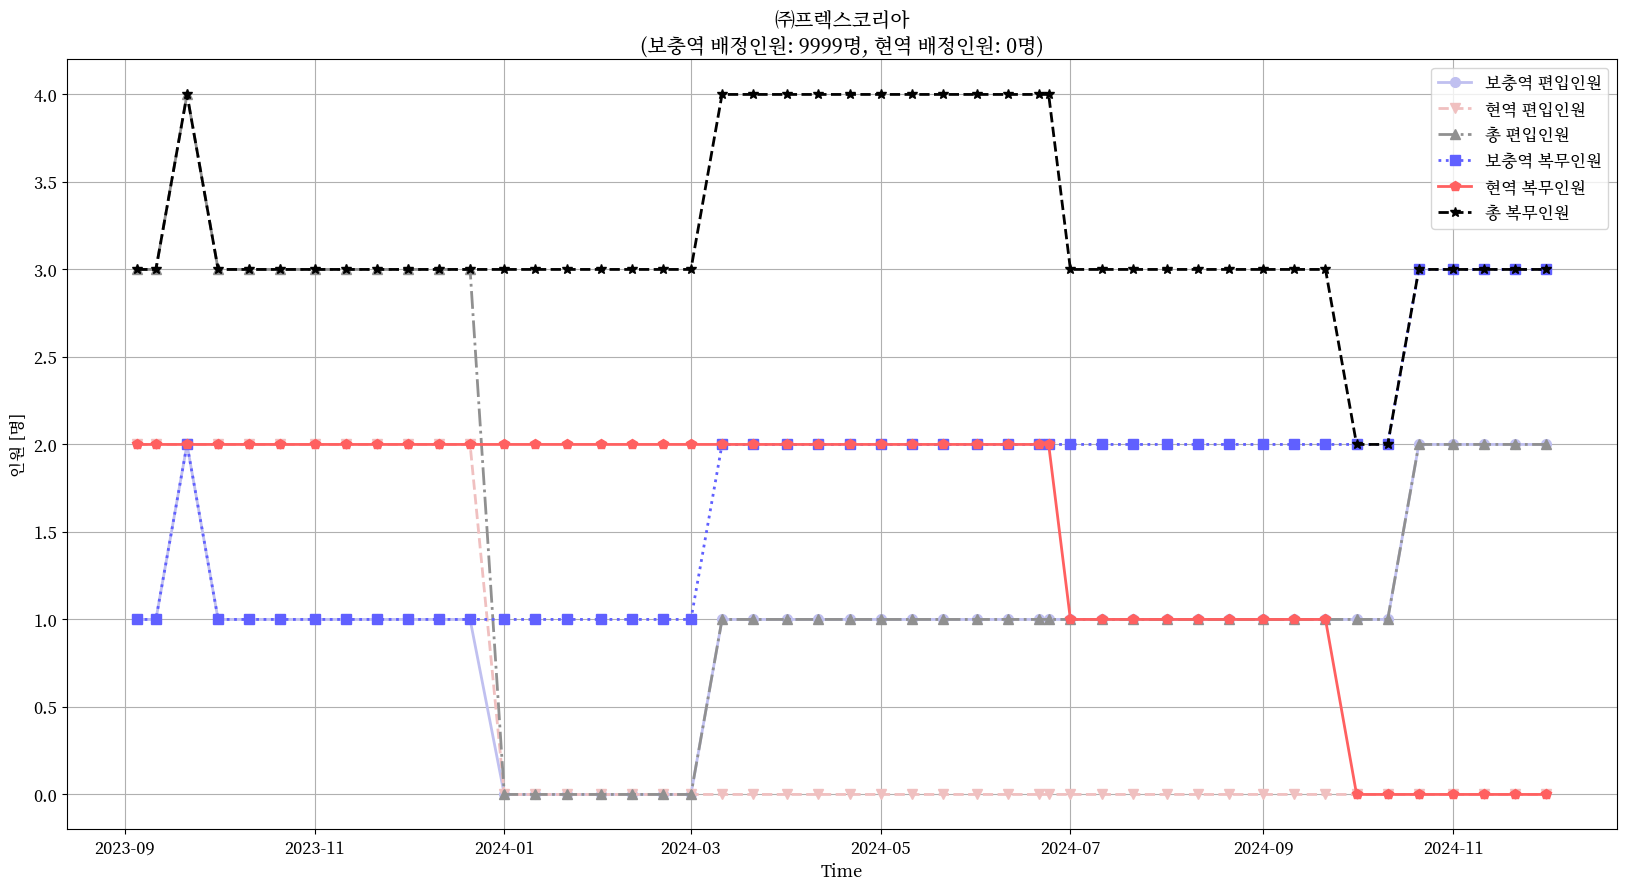 ㈜프렉스코리아
(보충역 배정인원: 9999명, 현역 배정인원: 0명)
보충역 편입인원
현역 편입인원
총 편입인원
보충역 복무인원
현역 복무인원
총 복무인원
4.0
3.5
3.0
2.5
2.0
1.5
1.0
0.5
0.0
인원 [명]
2023-09 2023-11 2024-01 2024-03 2024-05 2024-07 2024-09 2024-11
Time